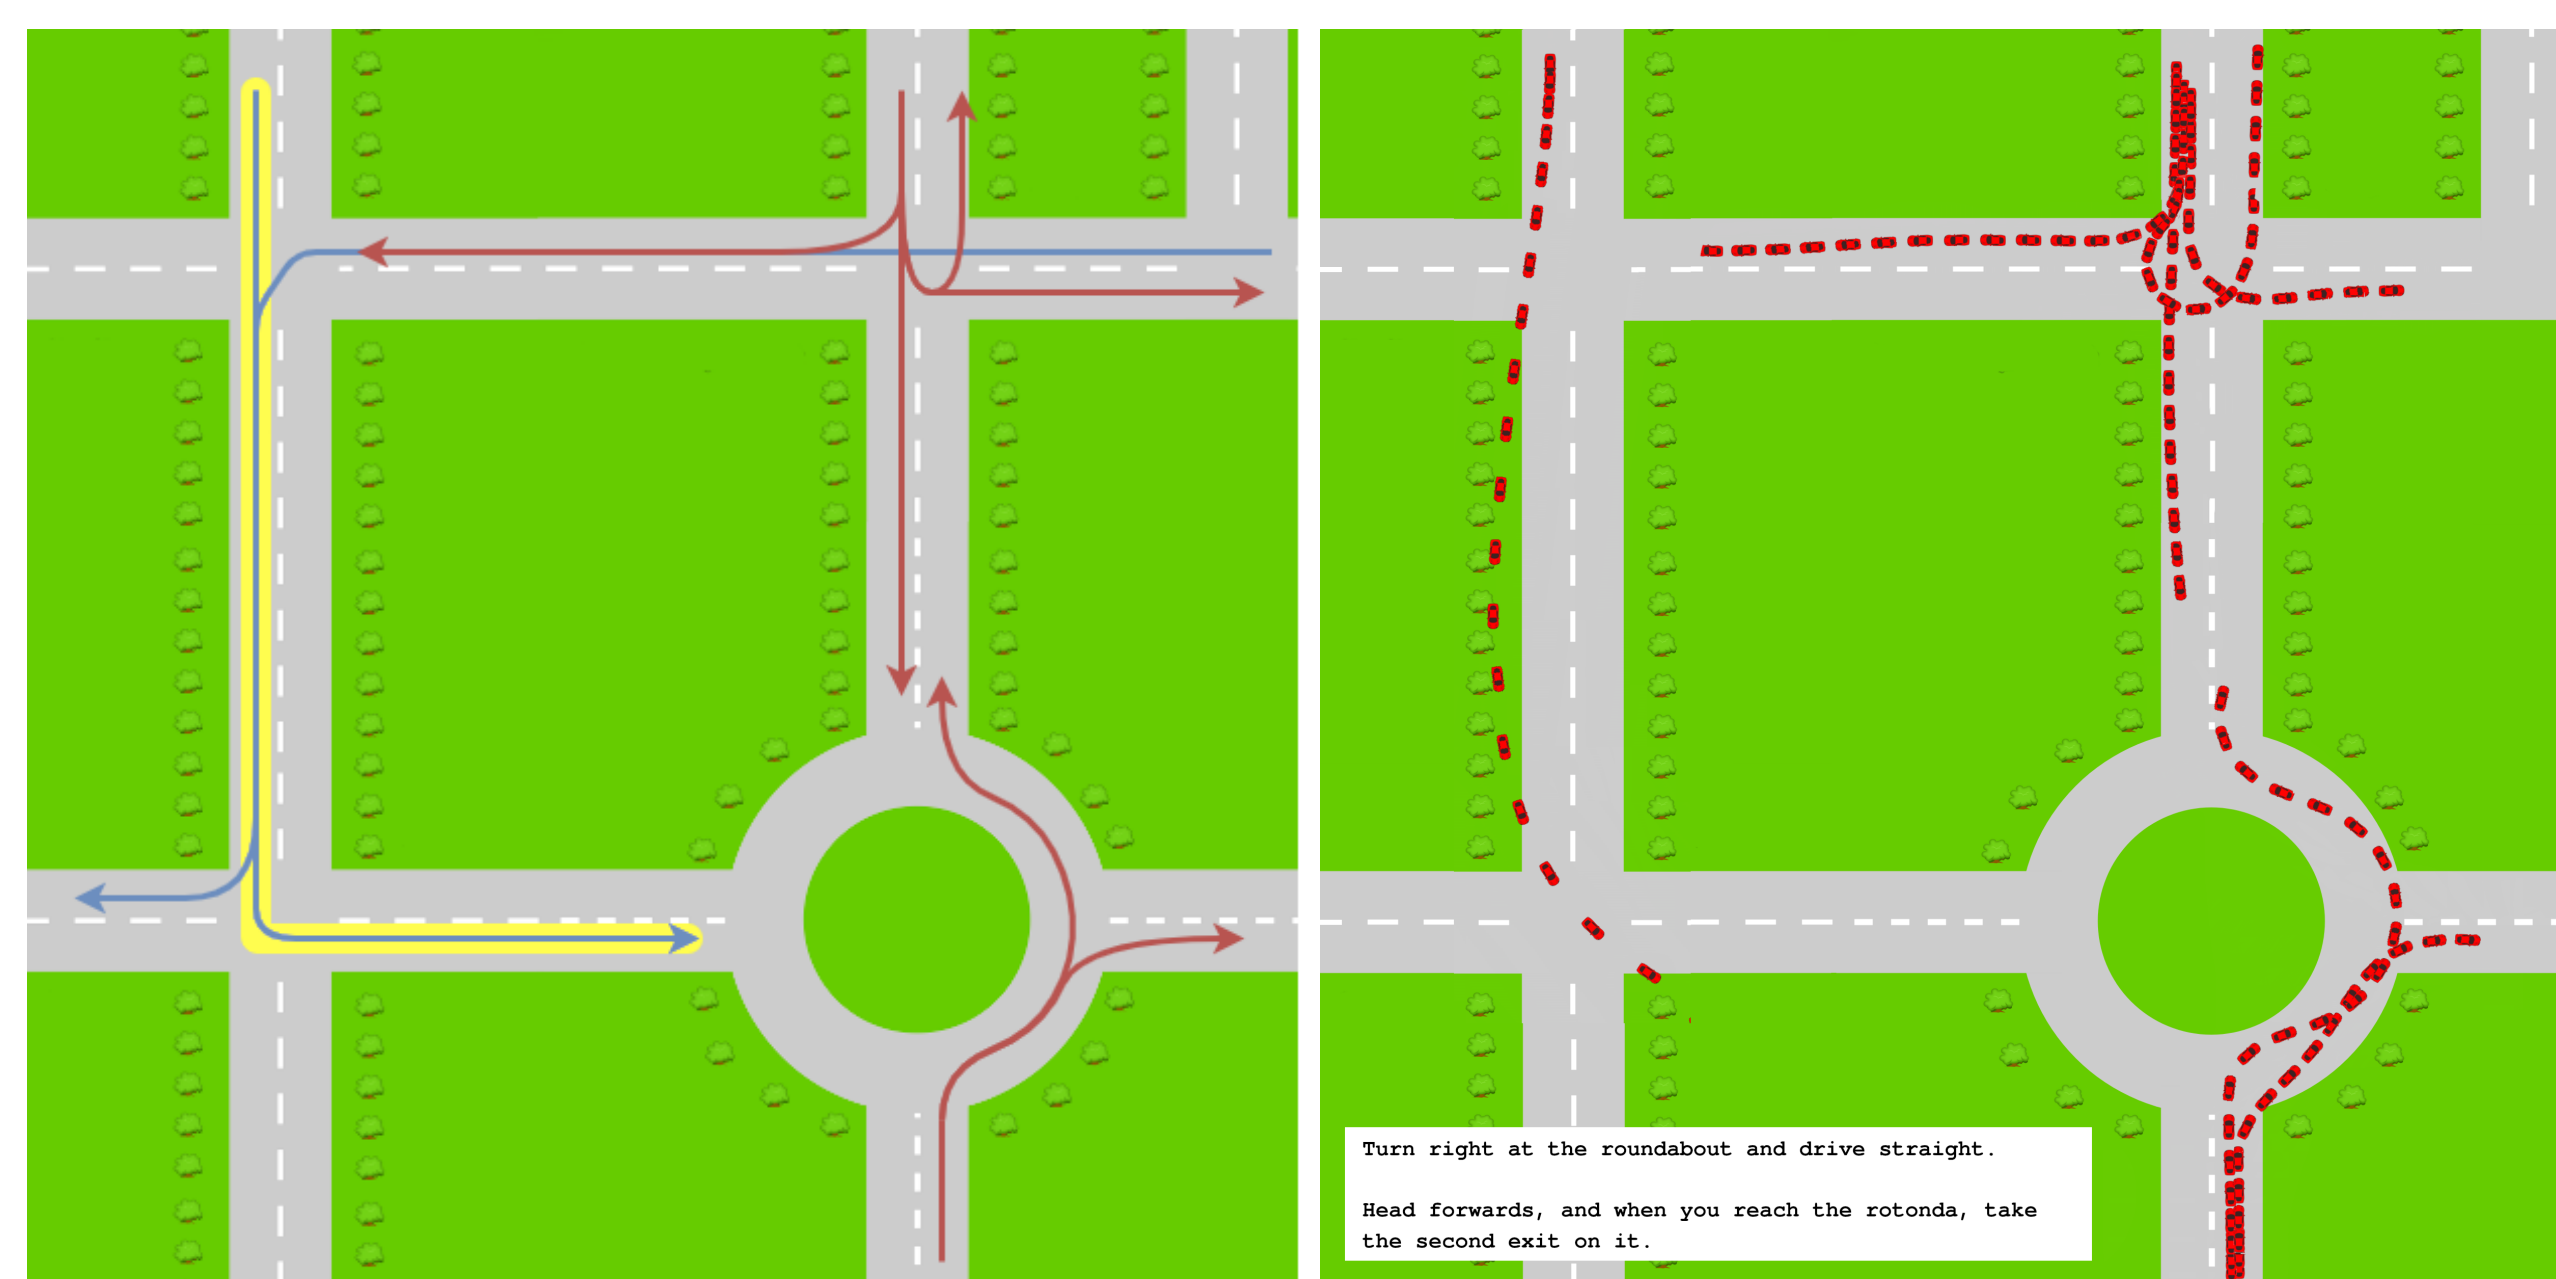 Turn right at the roundabout and drive straight.
Head forwards, and when you reach the rotonda, take
the second exit on it.